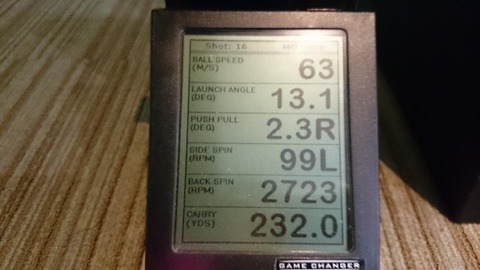 Shot: 16
BALL SPEED
(M/S)
63
LAUNCH ANGLE
(DEG)
13.1
PUSH PULL
(DEG)
2.3R
SIDE SPIN
(RPM)
99L
BACK SPIN
(RPM)
2723
CARRY
(YDS)
232.0
GAME CHANGER